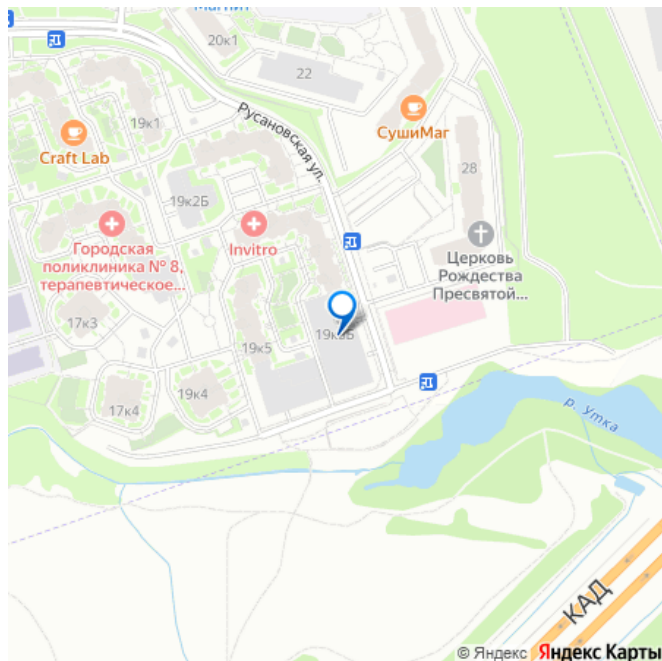 Магнит
20к1
22
Русановская ул.
19к1
Craft Lab
СушиМаг
28
19к2Б
Городская
поликлиника № 8,
терапевтическое...
Invitro
Церковь
Рождества
Пресвятой...
17к3
19к5
19к4
17к4
р. Утка
КАД
© Яндекс Яндекс Карты